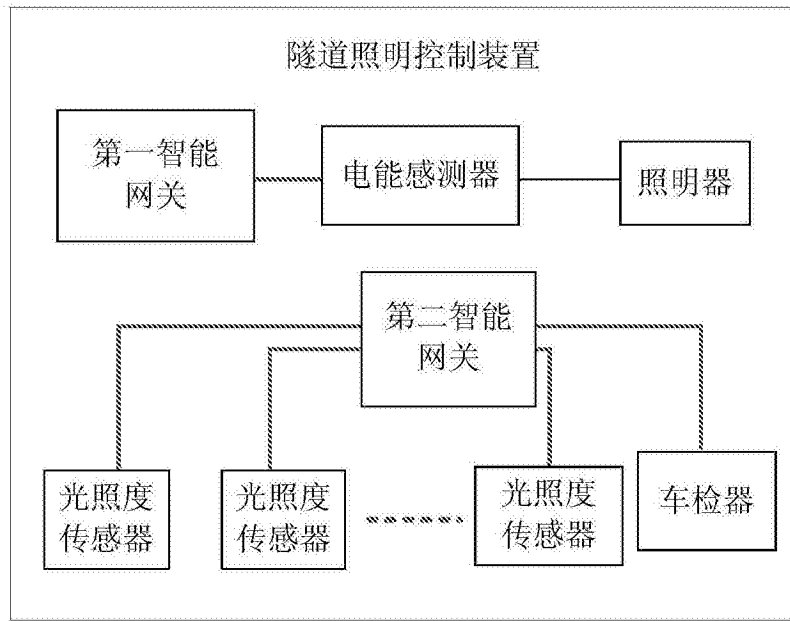 隧道照明控制装置
第一智能
网关
电能感测器
照明器
第二智能
网关
光照度
传感器
光照度
传感器
光照度
传感器
车检器